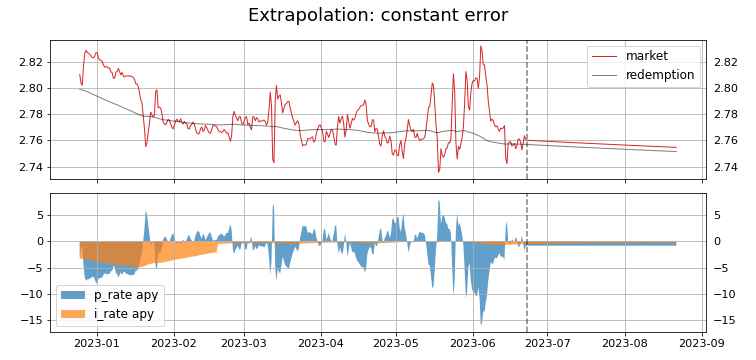 Extrapolation: constant error
2.82 2.82
2.80 2.80
2.78 2.78
2.76 2.76
2.74 2.74
market
redemption
5 5
0 0
−5 −5
−10 −10
−15 −15
p_rate apy
i_rate apy
2023-01 2023-02 2023-03 2023-04 2023-05 2023-06 2023-07 2023-08 2023-09